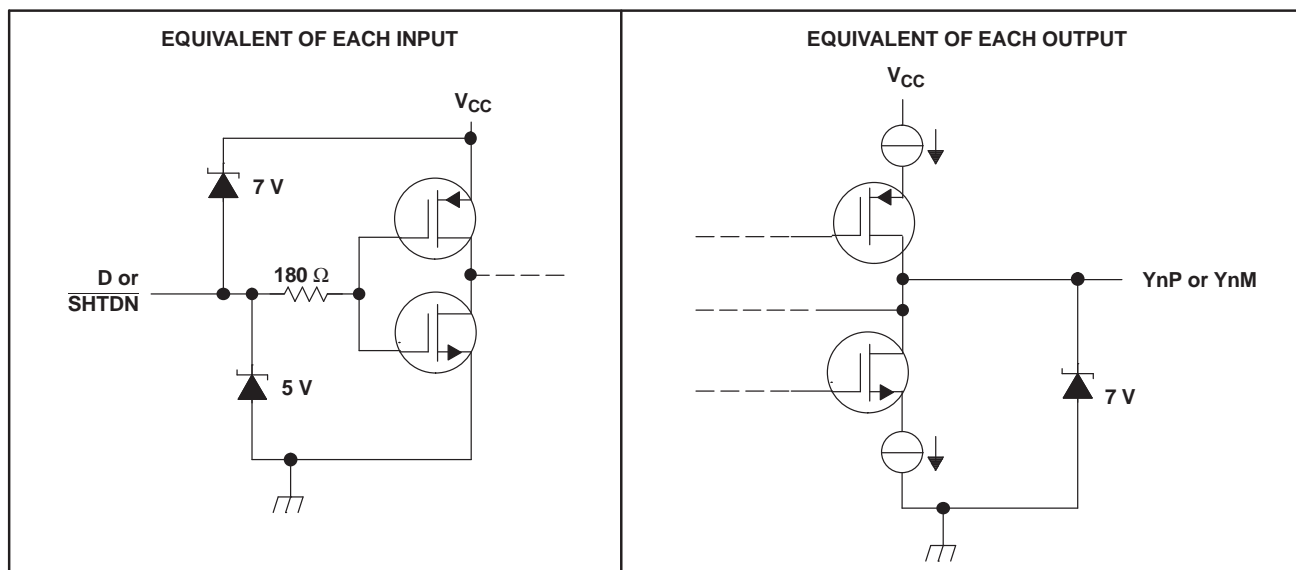 EQUIVALENT OF EACH INPUT
VCC
7 V
D or
SHTDN
180 Ω
5 V
EQUIVALENT OF EACH OUTPUT
VCC
YnP or YnM
7 V